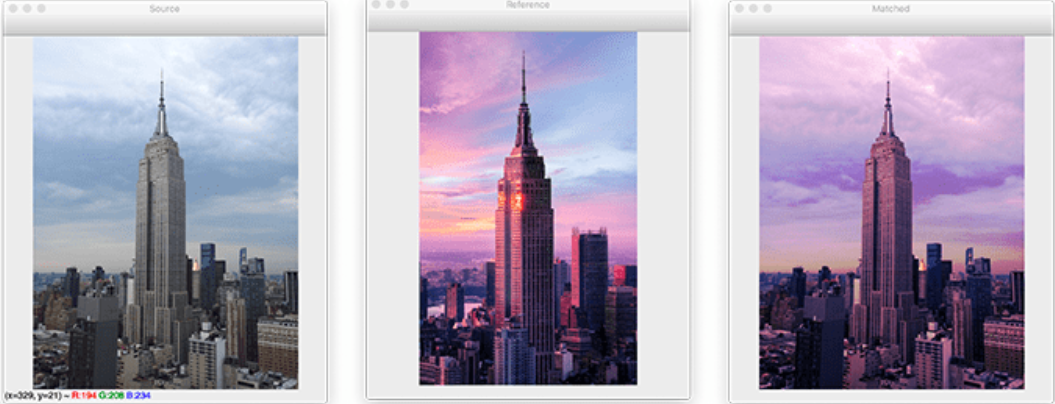 Source
Reference
Matched
(x=329, y=21) ~ R:194 G:208 B:234